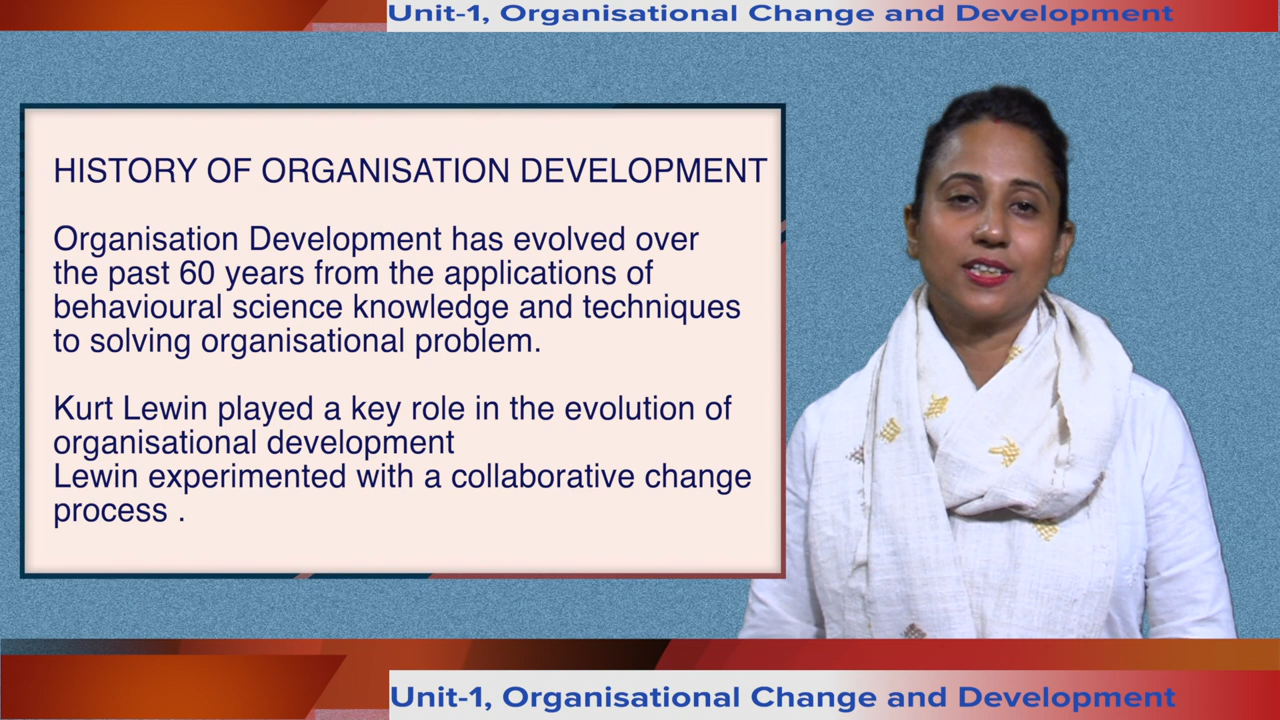 Unit-1, Organisational Change and Development
HISTORY OF ORGANISATION DEVELOPMENT
Organisation Development has evolved over
the past 60 years from the applications of
behavioural science knowledge and techniques
to solving organisational problem.
Kurt Lewin played a key role in the evolution of
organisational development
Lewin experimented with a collaborative change
process .
Unit-1, Organisational Change and Development